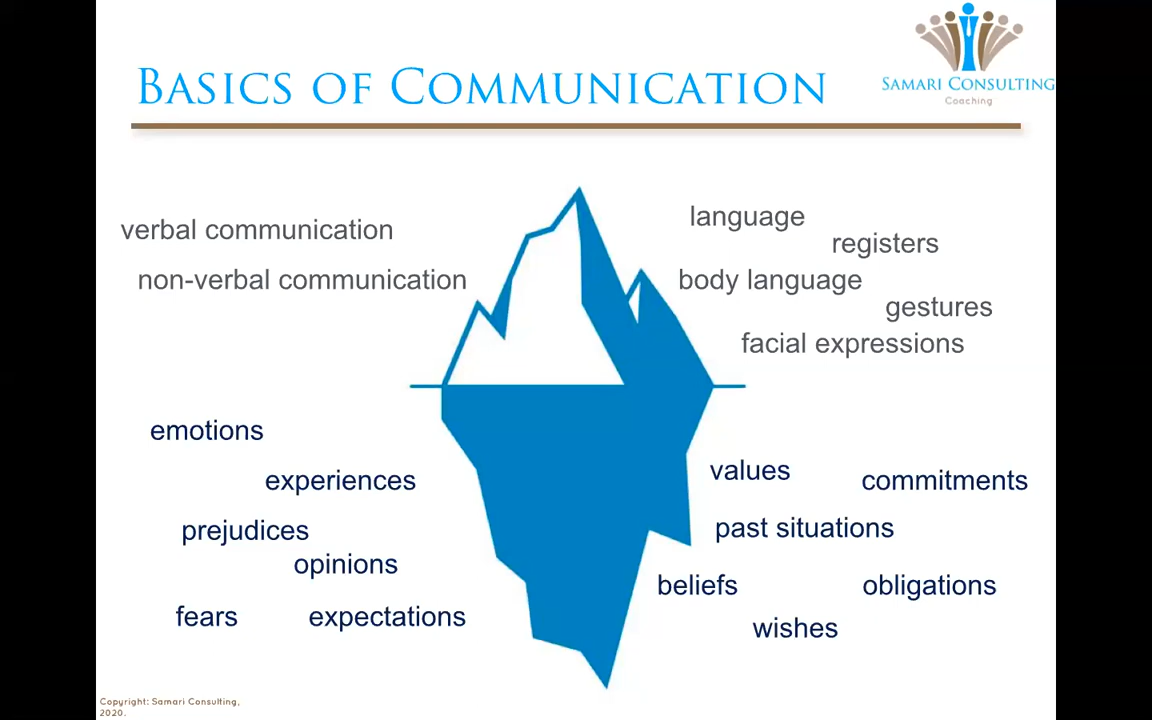 BASICS OF COMMUNICATION
SAMARI CONSULTING
Coaching
verbal communication
non-verbal communication
language
registers
body language
gestures
facial expressions
emotions
experiences
prejudices
opinions
fears
expectations
values
commitments
past situations
beliefs
obligations
wishes
Copyright: Samari Consulting,
2020.